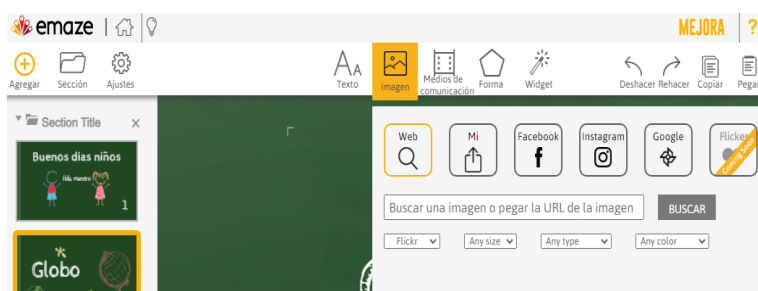 emaze
MEJORA ?
Agregar Sección Ajustes
Texto Imagen Medios de comunicación Forma Widget
Deshacer Rehacer Copiar Pegar
Section Title x
Buenos dias niños
Hola, maestro
1
Globo
Web Mi Facebook Instagram Google Flicker
Coming Soon
Buscar una imagen o pegar la URL de la imagen BUSCAR
Flickr Any size Any type Any color